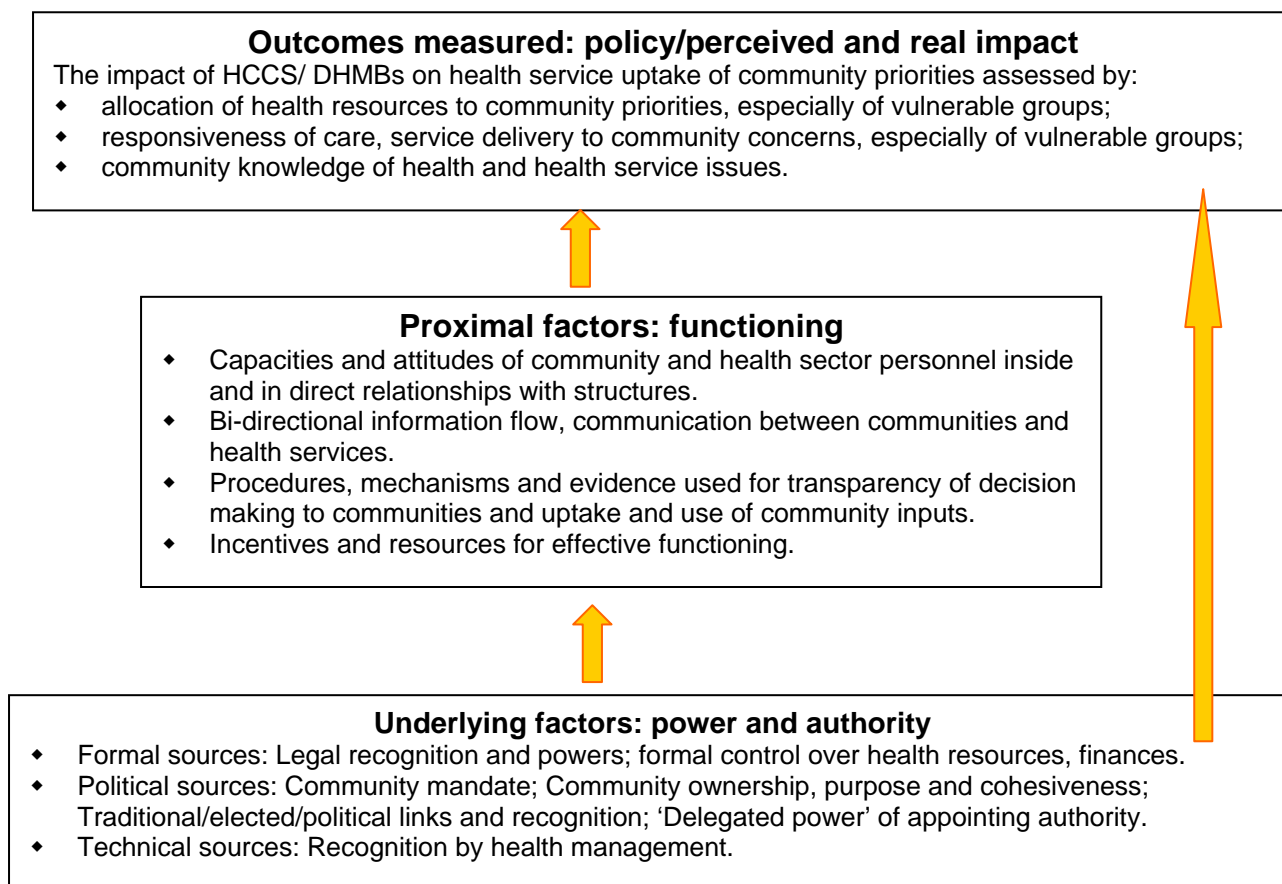 Outcomes measured: policy/perceived and real impact
The impact of HCCS/ DHMBs on health service uptake of community priorities assessed by:
◆ allocation of health resources to community priorities, especially of vulnerable groups;
◆ responsiveness of care, service delivery to community concerns, especially of vulnerable groups;
◆ community knowledge of health and health service issues.
Proximal factors: functioning
◆ Capacities and attitudes of community and health sector personnel inside
and in direct relationships with structures.
◆ Bi-directional information flow, communication between communities and
health services.
◆ Procedures, mechanisms and evidence used for transparency of decision
making to communities and uptake and use of community inputs.
◆ Incentives and resources for effective functioning.
Underlying factors: power and authority
◆ Formal sources: Legal recognition and powers; formal control over health resources, finances.
◆ Political sources: Community mandate; Community ownership, purpose and cohesiveness;
Traditional/elected/political links and recognition; ‘Delegated power’ of appointing authority.
◆ Technical sources: Recognition by health management.